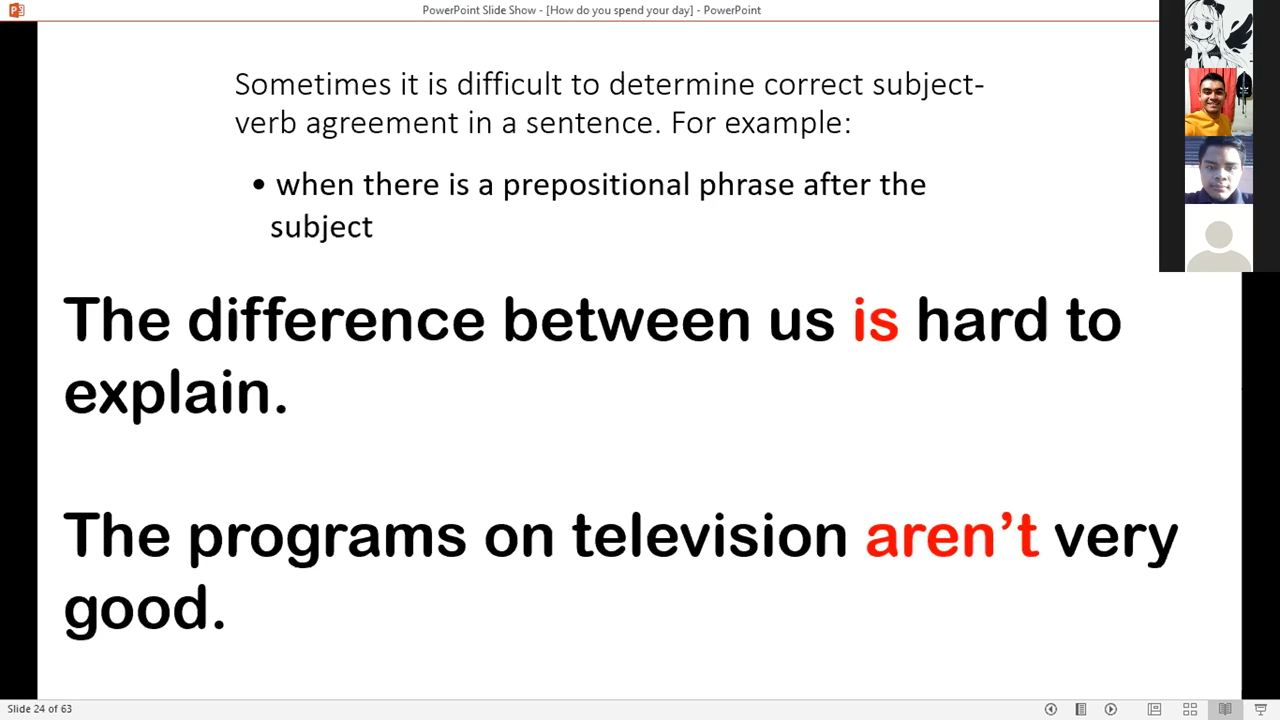 PowerPoint Slide Show - [How do you spend your day] - PowerPoint
Sometimes it is difficult to determine correct subject-
verb agreement in a sentence. For example:
• when there is a prepositional phrase after the
subject
The difference between us is hard to
explain.
The programs on television aren’t very
good.
Slide 24 of 63